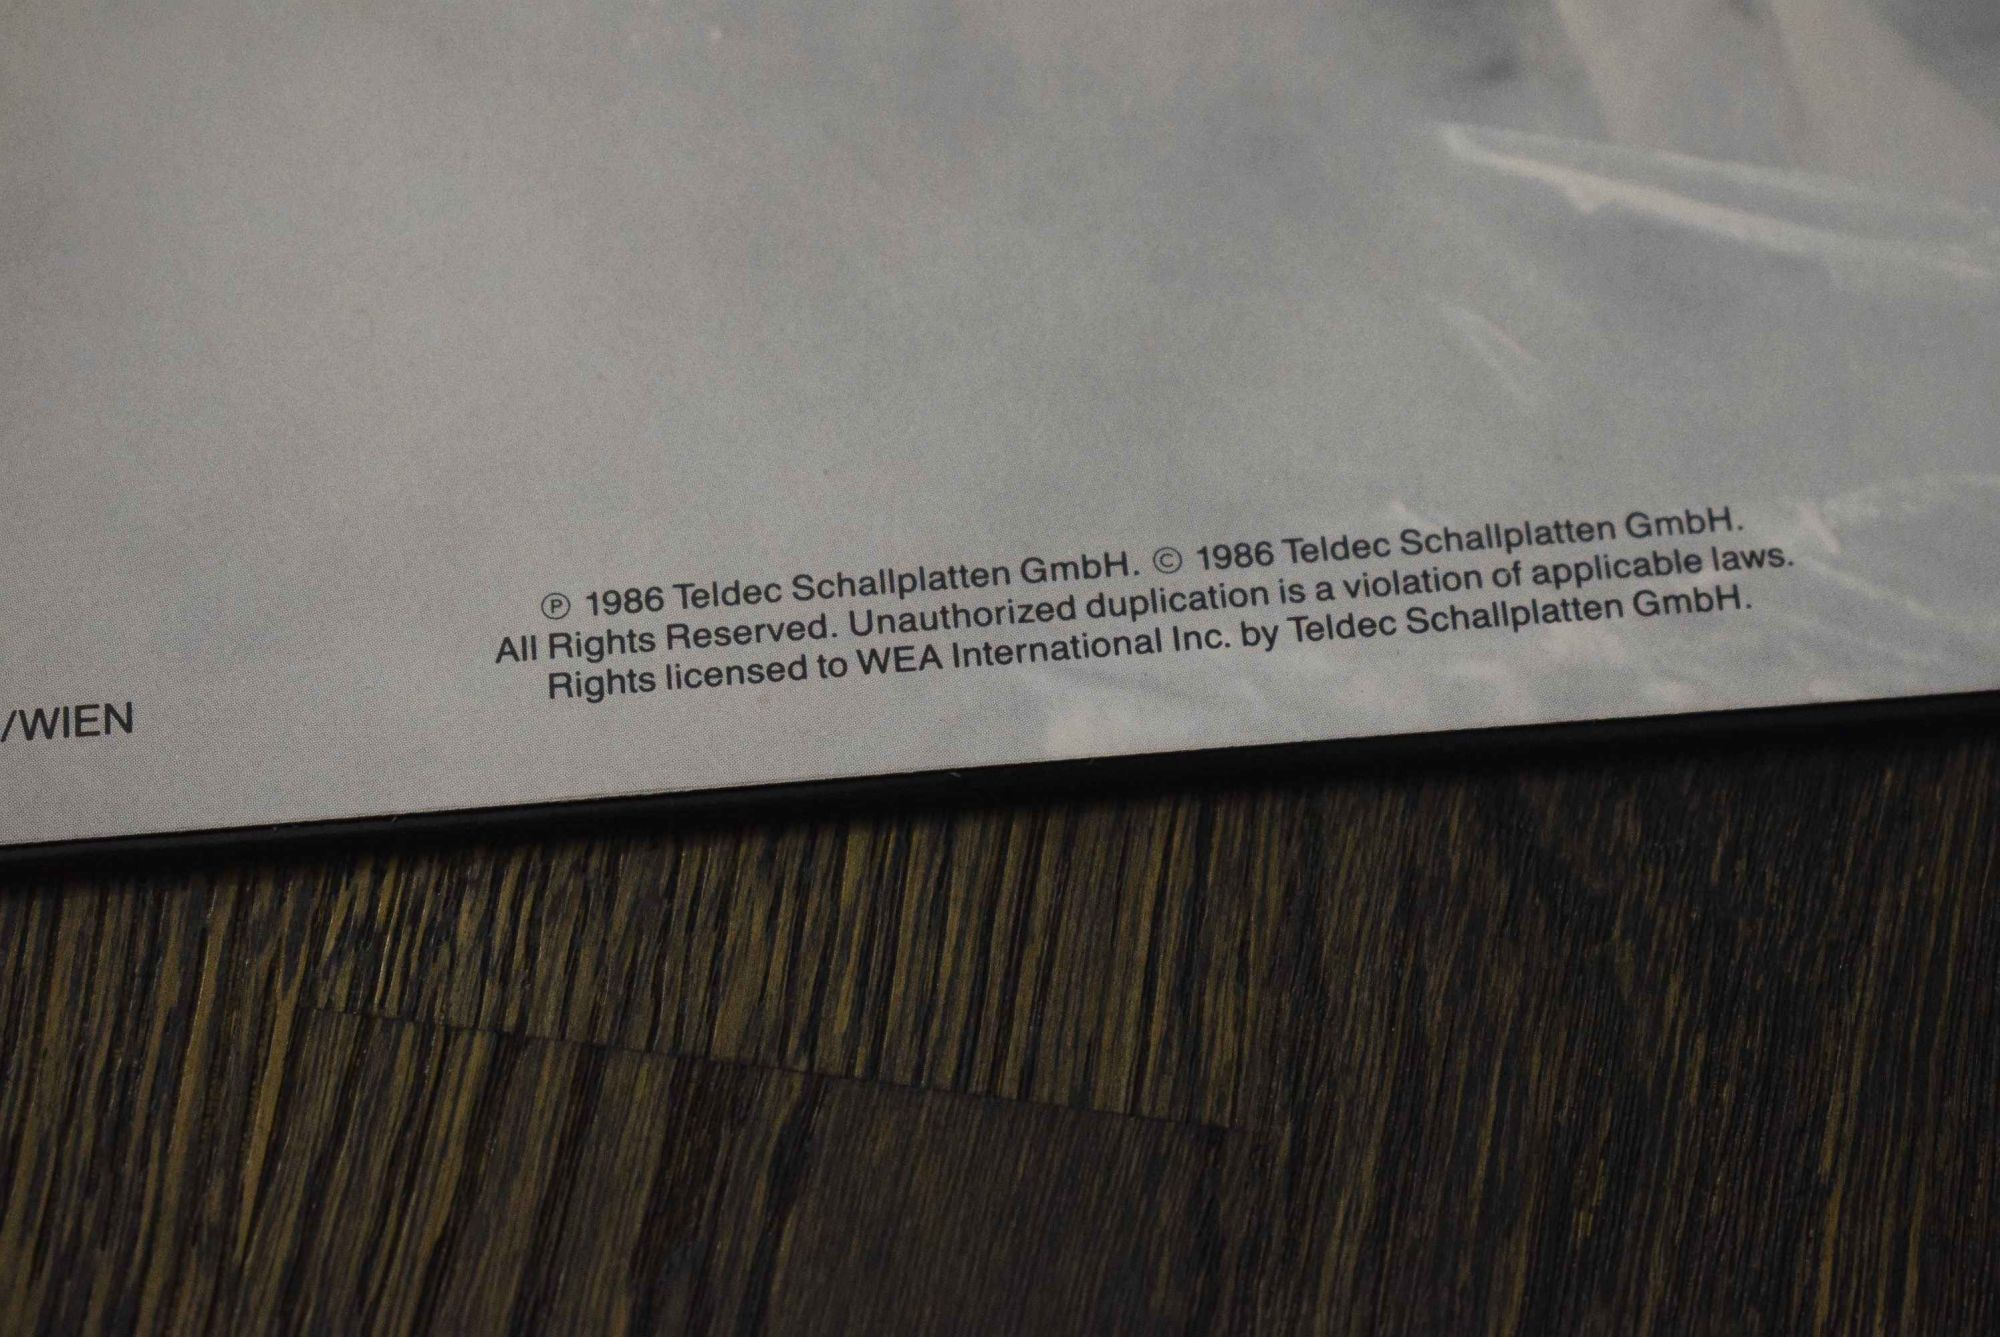 ℗ 1986 Teldec Schallplatten GmbH. © 1986 Teldec Schallplatten GmbH.
All Rights Reserved. Unauthorized duplication is a violation of applicable laws.
Rights licensed to WEA International Inc. by Teldec Schallplatten GmbH.
/WIEN